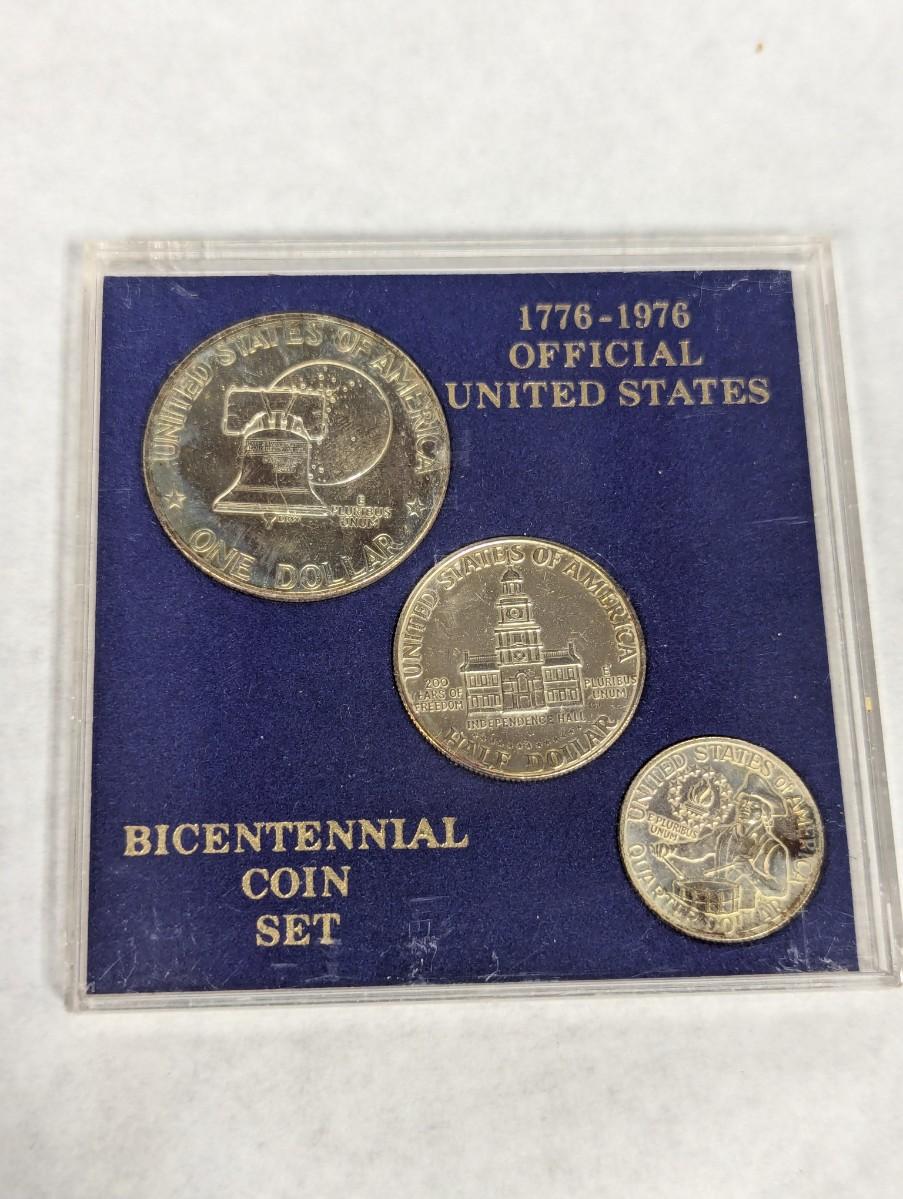 1776-1976
OFFICIAL
UNITED STATES
UNITED STATES OF AMERICA
E
PLURIBUS
UNUM
ONE DOLLAR
UNITED STATES OF AMERICA
200
YEARS OF
FREEDOM
E
PLURIBUS
UNUM
INDEPENDENCE HALL
HALF DOLLAR
UNITED STATES OF AMERICA
E PLURIBUS
UNUM
QUARTER DOLLAR
BICENTENNIAL
COIN
SET